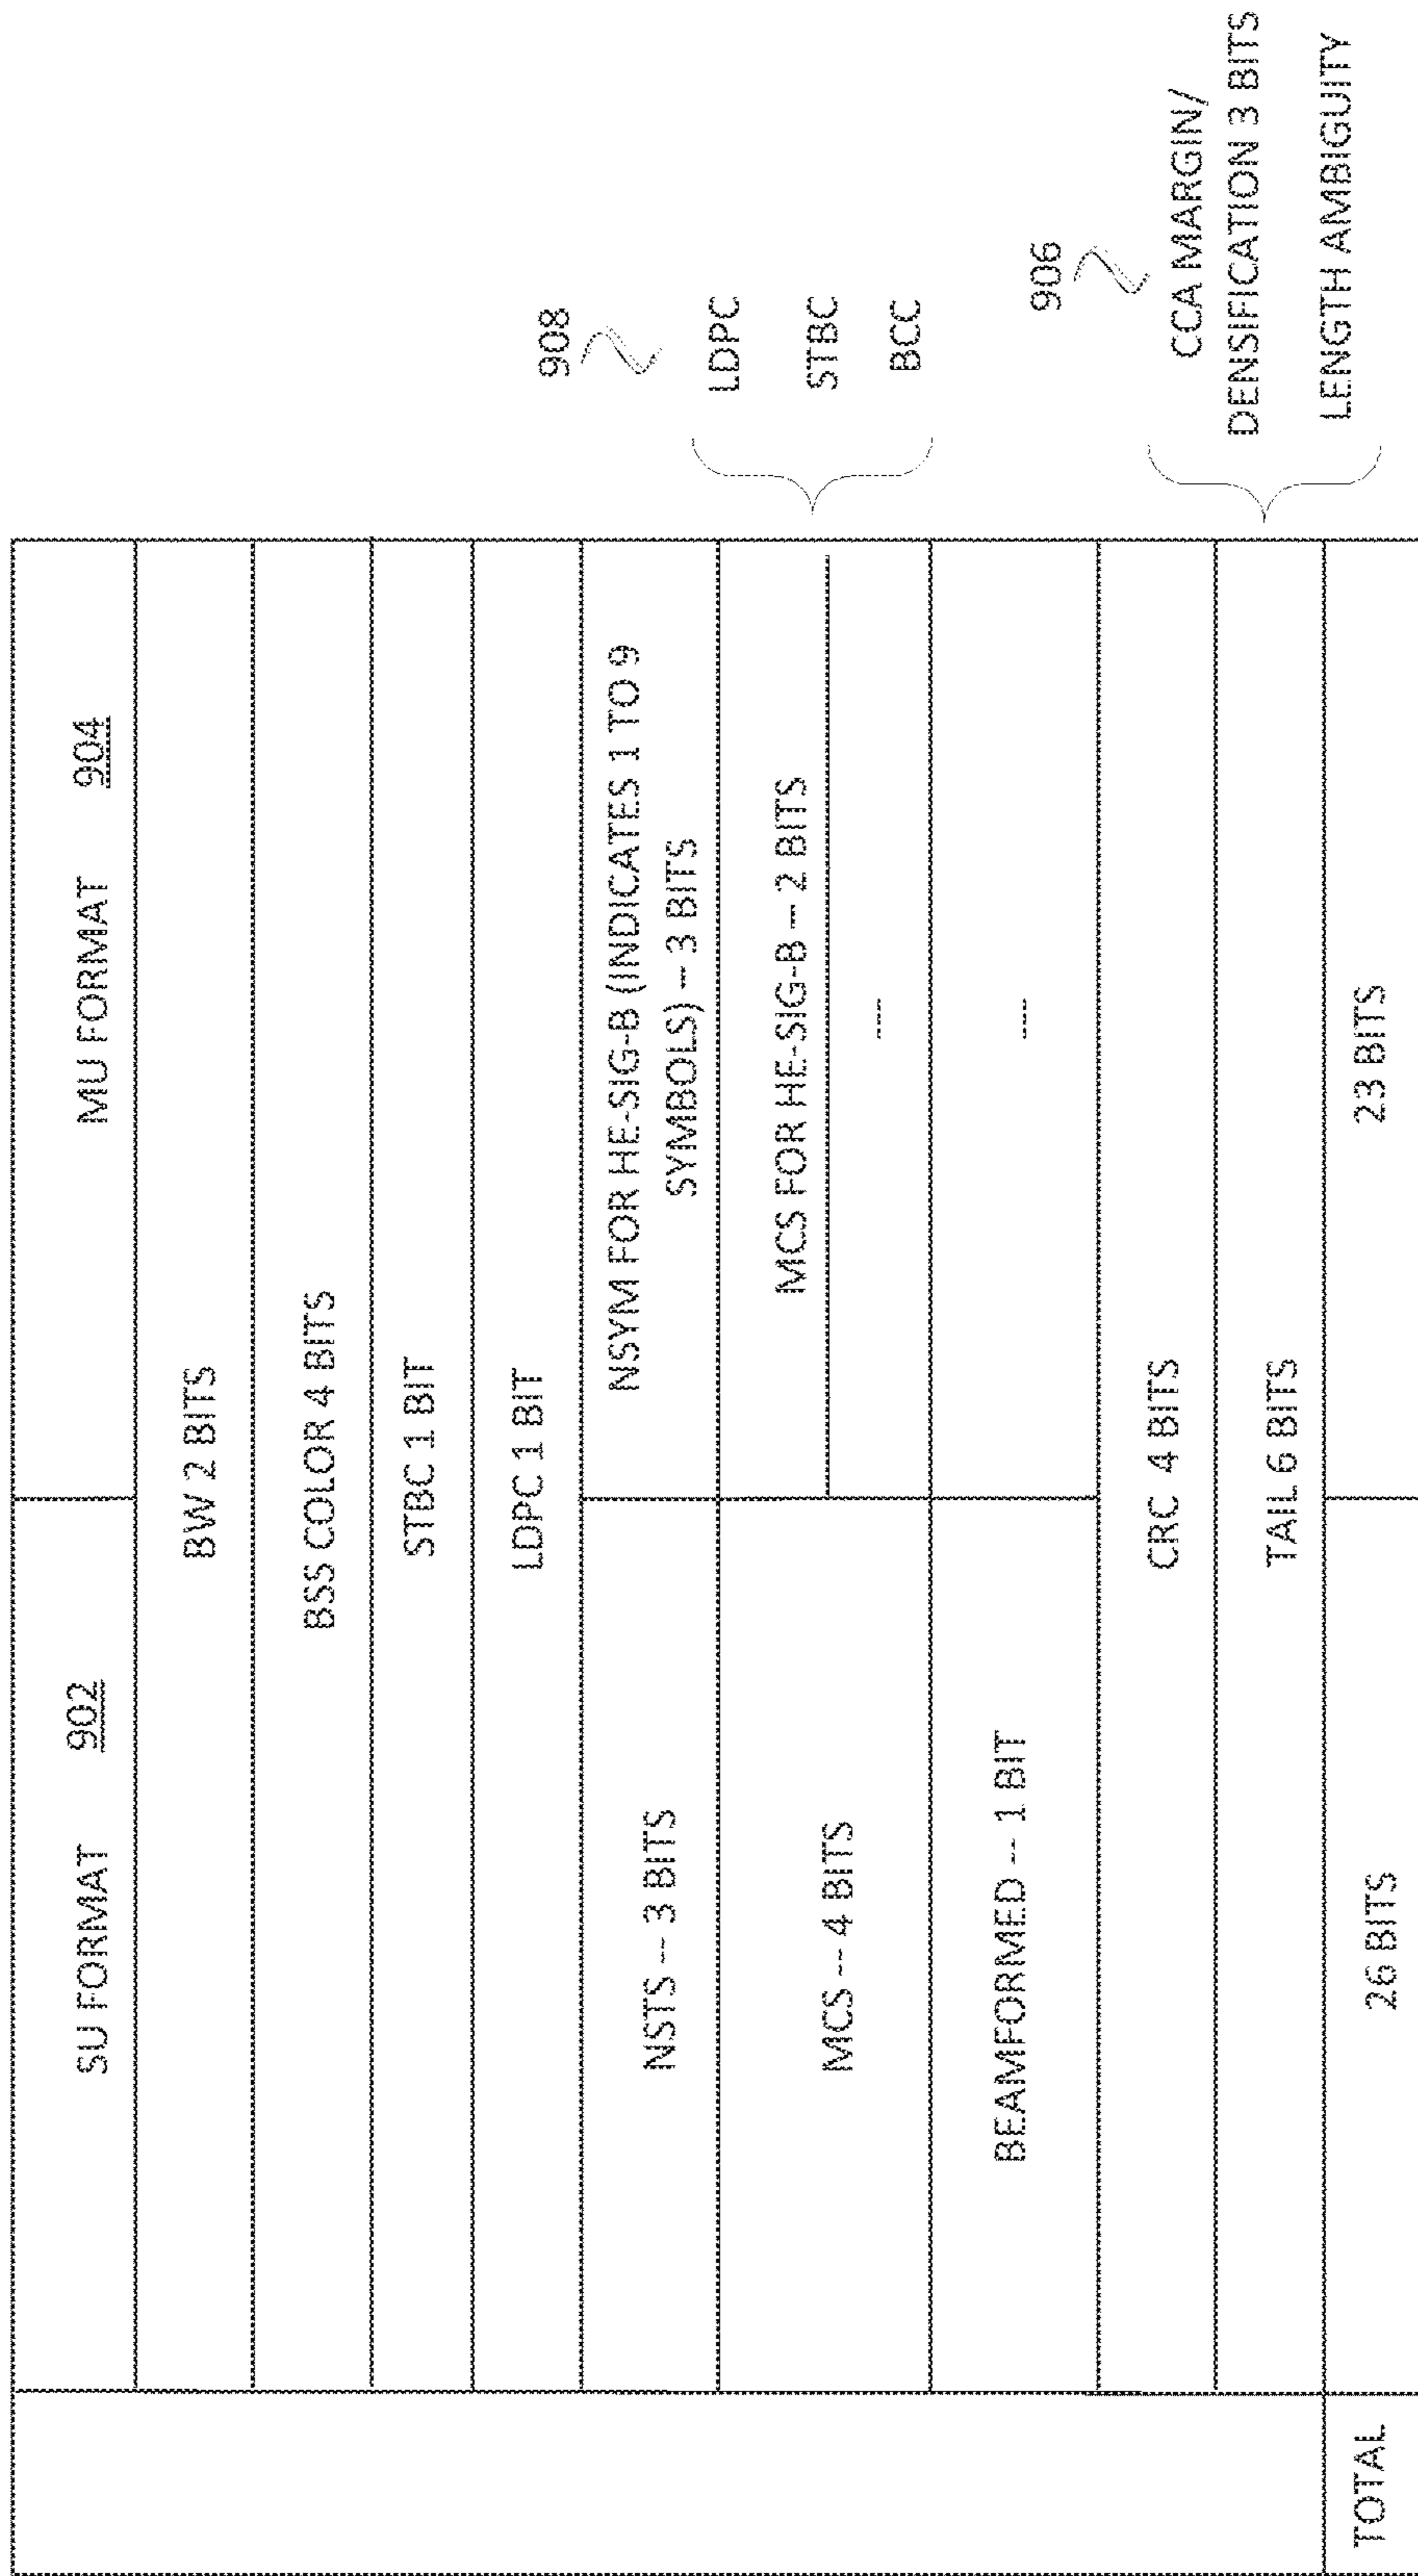 SU FORMAT 902
MU FORMAT 904
BW 2 BITS
BSS COLOR 4 BITS
STBC 1 BIT
LDPC 1 BIT
NSTS -- 3 BITS
NSYM FOR HE-SIG-B (INDICATES 1 TO 9
SYMBOLS) -- 3 BITS
MCS -- 4 BITS
MCS FOR HE-SIG-B -- 2 BITS
----
908
LDPC
STBC
BCC
BEAMFORMED -- 1 BIT
----
CRC 4 BITS
TAIL 6 BITS
906
CCA MARGIN/
DENSIFICATION 3 BITS
LENGTH AMBIGUITY
TOTAL
26 BITS
23 BITS